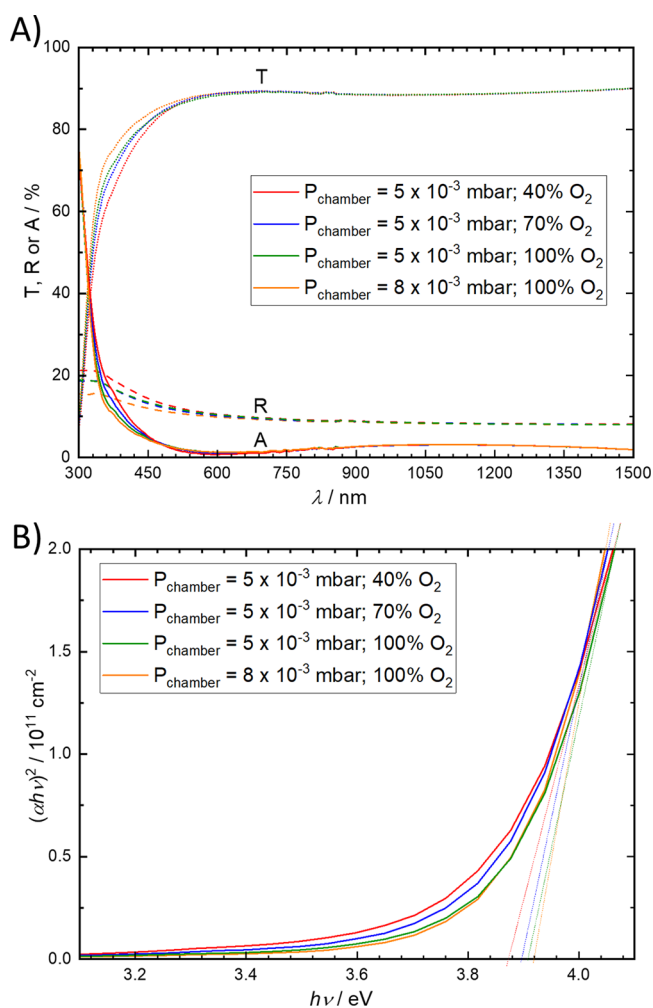 A)
T, R or A / %
100
80
60
40
20
0
T
P_chamber = 5 x 10^-3 mbar; 40% O_2
P_chamber = 5 x 10^-3 mbar; 70% O_2
P_chamber = 5 x 10^-3 mbar; 100% O_2
P_chamber = 8 x 10^-3 mbar; 100% O_2
R
A
300 450 600 750 900 1050 1200 1350 1500
λ / nm
B)
(αhν)^2 / 10^11 cm^-2
2.0
1.5
1.0
0.5
0.0
P_chamber = 5 x 10^-3 mbar; 40% O_2
P_chamber = 5 x 10^-3 mbar; 70% O_2
P_chamber = 5 x 10^-3 mbar; 100% O_2
P_chamber = 8 x 10^-3 mbar; 100% O_2
3.2 3.4 3.6 3.8 4.0
hν / eV